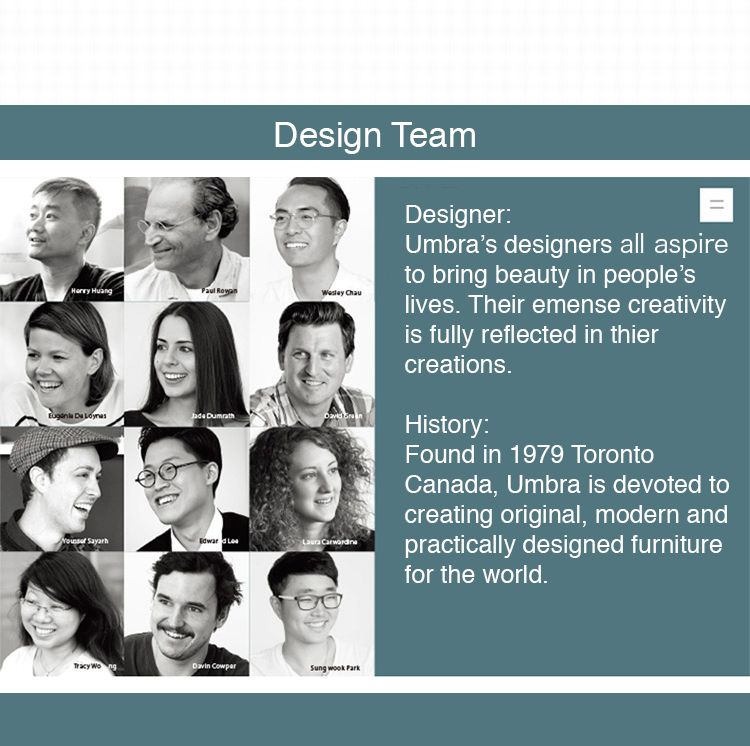 Design Team
Henry Huang
Paul Rowan
Wesley Chau
Eugénie De Loynes
Jade Dumrath
David Green
Youssef Sayarh
Edward Lee
Laura Carwardine
Tracy Wo ng
Davin Cowper
Sung wook Park
Designer:
Umbra’s designers all aspire
to bring beauty in people’s
lives. Their emense creativity
is fully reflected in thier
creations.
History:
Found in 1979 Toronto
Canada, Umbra is devoted to
creating original, modern and
practically designed furniture
for the world.